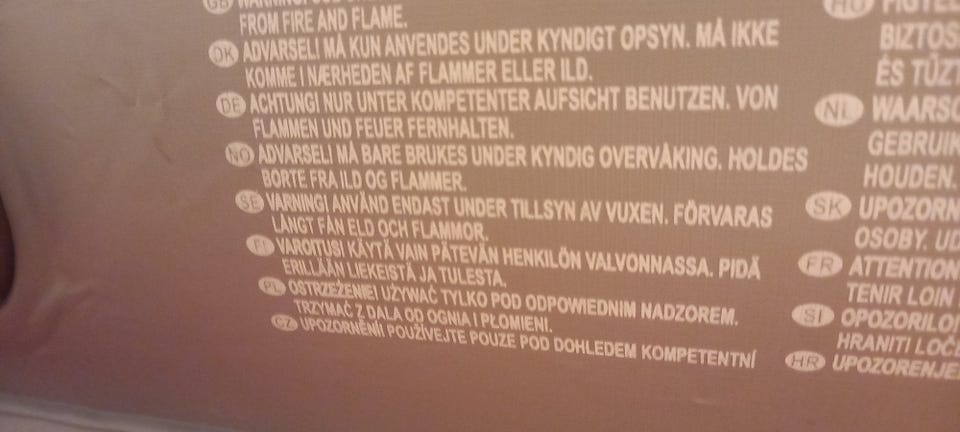 GB WARNING! 
FROM FIRE AND FLAME.
DK ADVARSEL! MÅ KUN ANVENDES UNDER KYNDIGT OPSYN. MÅ IKKE
KOMME I NÆRHEDEN AF FLAMMER ELLER ILD.
DE ACHTUNG! NUR UNTER KOMPETENTER AUFSICHT BENUTZEN. VON
FLAMMEN UND FEUER FERNHALTEN.
NO ADVARSEL! MÅ BARE BRUKES UNDER KYNDIG OVERVÅKING. HOLDES
BORTE FRA ILD OG FLAMMER.
SE VARNING! ANVÄND ENDAST UNDER TILLSYN AV VUXEN. FÖRVARAS
LÅNGT FÅN ELD OCH FLAMMOR.
FI VAROITUS! KÄYTÄ VAIN PÄTEVÄN HENKILÖN VALVONNASSA. PIDÄ
ERILLÄÄN LIEKEISTÄ JA TULESTA.
PL OSTRZEŻENIE! UŻYWAĆ TYLKO POD ODPOWIEDNIM NADZOREM.
TRZYMAĆ Z DALA OD OGNIA I PŁOMIENI.
CZ UPOZORNĚNÍ! POUŽÍVEJTE POUZE POD DOHLEDEM KOMPETENTNÍ
HU
BIZTOS
ÉS TŰZT
NL WAARSC
GEBRUIK
HOUDEN.
SK UPOZORN
OSOBY. UD
FR ATTENTION
TENIR LOIN
SI OPOZORILO!
HRANITI LOČE
HR UPOZORENJE